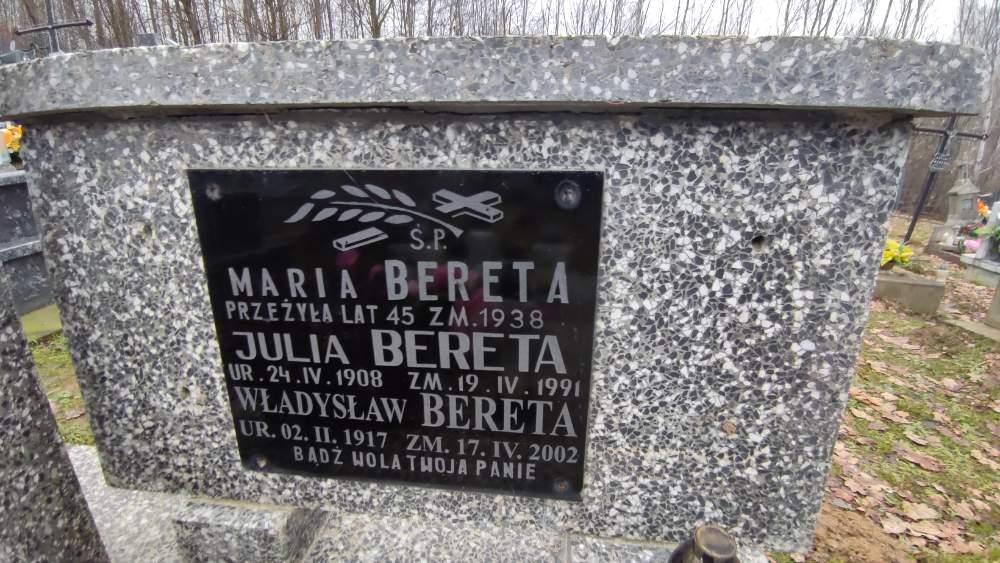 Ś.P.
MARIA BERETA
PRZEŻYŁA LAT 45 ZM. 1938
JULIA BERETA
UR. 24. IV. 1908 ZM. 19. IV. 1991
WŁADYSŁAW BERETA
UR. 02. II. 1917 ZM. 17. IV. 2002
BĄDŹ WOLA TWOJA PANIE